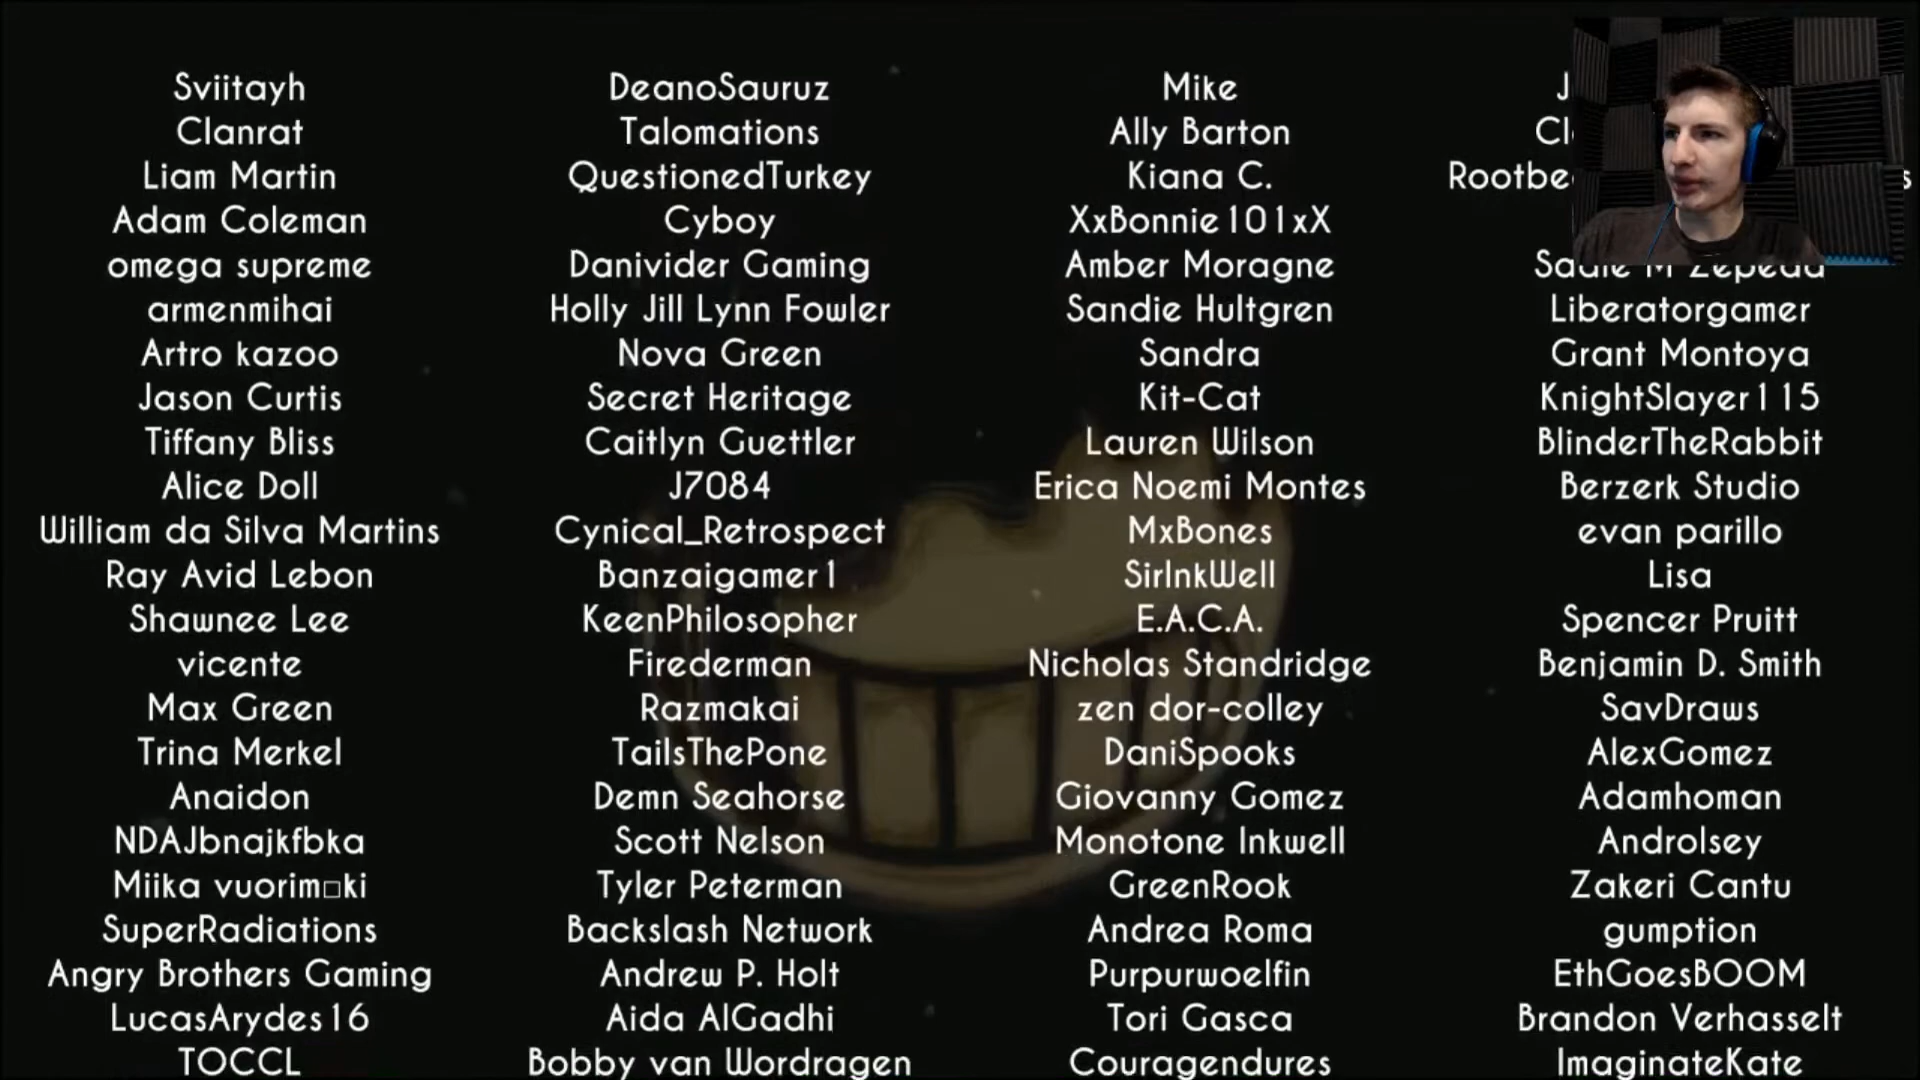 Sviitayh DeanoSauruz Mike
Clanrat Talomations Ally Barton
Liam Martin QuestionedTurkey Kiana C.
Adam Coleman Cyboy XxBonnie101xX
omega supreme Danivider Gaming Amber Moragne Sadie M Zepeda
armenmihai Holly Jill Lynn Fowler Sandie Hultgren Liberatorgamer
Artro kazoo Nova Green Sandra Grant Montoya
Jason Curtis Secret Heritage Kit-Cat KnightSlayer115
Tiffany Bliss Caitlyn Guettler Lauren Wilson BlinderTheRabbit
Alice Doll J7084 Erica Noemi Montes Berzerk Studio
William da Silva Martins Cynical_Retrospect MxBones evan parillo
Ray Avid Lebon Banzaigamer1 SirInkWell Lisa
Shawnee Lee KeenPhilosopher E.A.C.A. Spencer Pruitt
vicente Firederman Nicholas Standridge Benjamin D. Smith
Max Green Razmakai zen dor-colley SavDraws
Trina Merkel TailsThePone DaniSpooks AlexGomez
Anaidon Demn Seahorse Giovanny Gomez Adamhoman
NDAJbnajkfbka Scott Nelson Monotone Inkwell Androlsey
Miika vuorim□ki Tyler Peterman GreenRook Zakeri Cantu
SuperRadiations Backslash Network Andrea Roma gumption
Angry Brothers Gaming Andrew P. Holt Purpurwoelfin EthGoesBOOM
LucasArydes16 Aida AlGadhi Tori Gasca Brandon Verhasselt
TOCCL Bobby van Wordragen Couragendures ImaginateKate